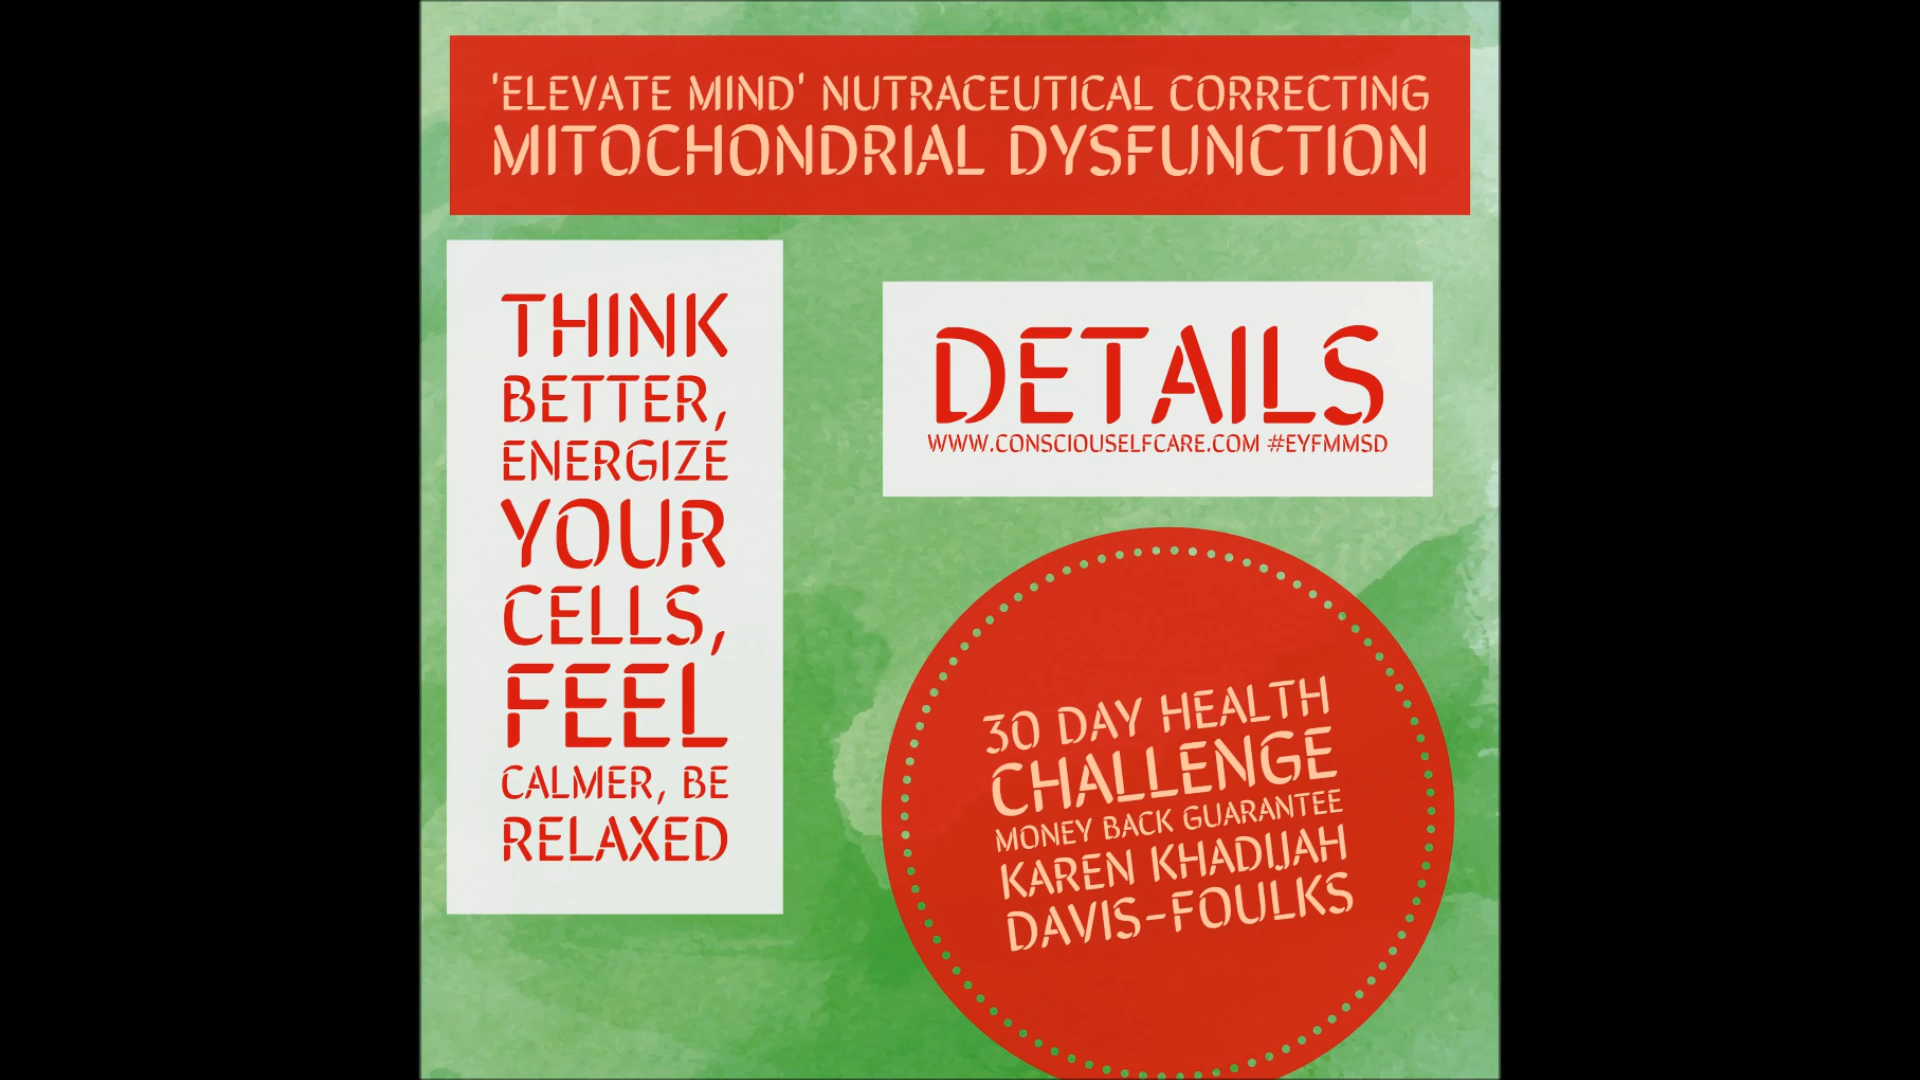 'ELEVATE MIND' NUTRACEUTICAL CORRECTING
MITOCHONDRIAL DYSFUNCTION
THINK
BETTER,
ENERGIZE
YOUR
CELLS,
FEEL
CALMER, BE
RELAXED
DETAILS
WWW.CONSCIOUSELFCARE.COM #EYFMMSD
30 DAY HEALTH
CHALLENGE
MONEY BACK GUARANTEE
KAREN KHADIJAH
DAVIS-FOULKS